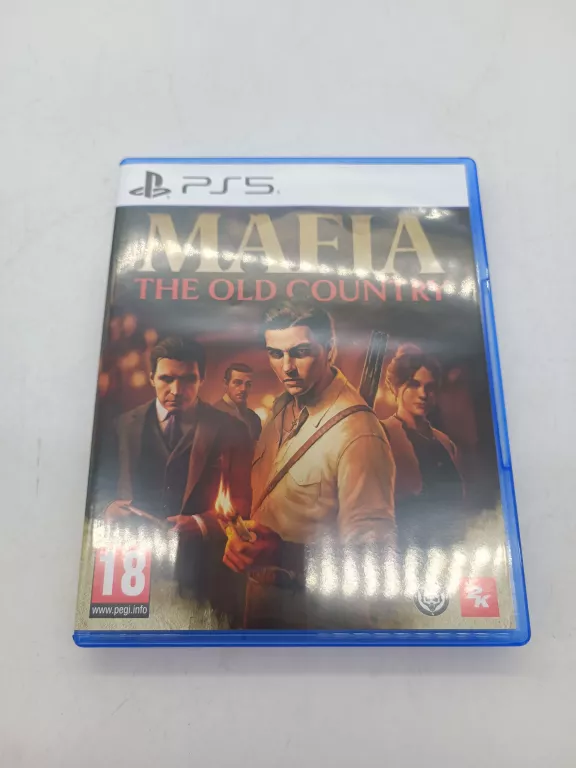 PS5
MAFIA
THE OLD COUNTRY
18
www.pegi.info
2K